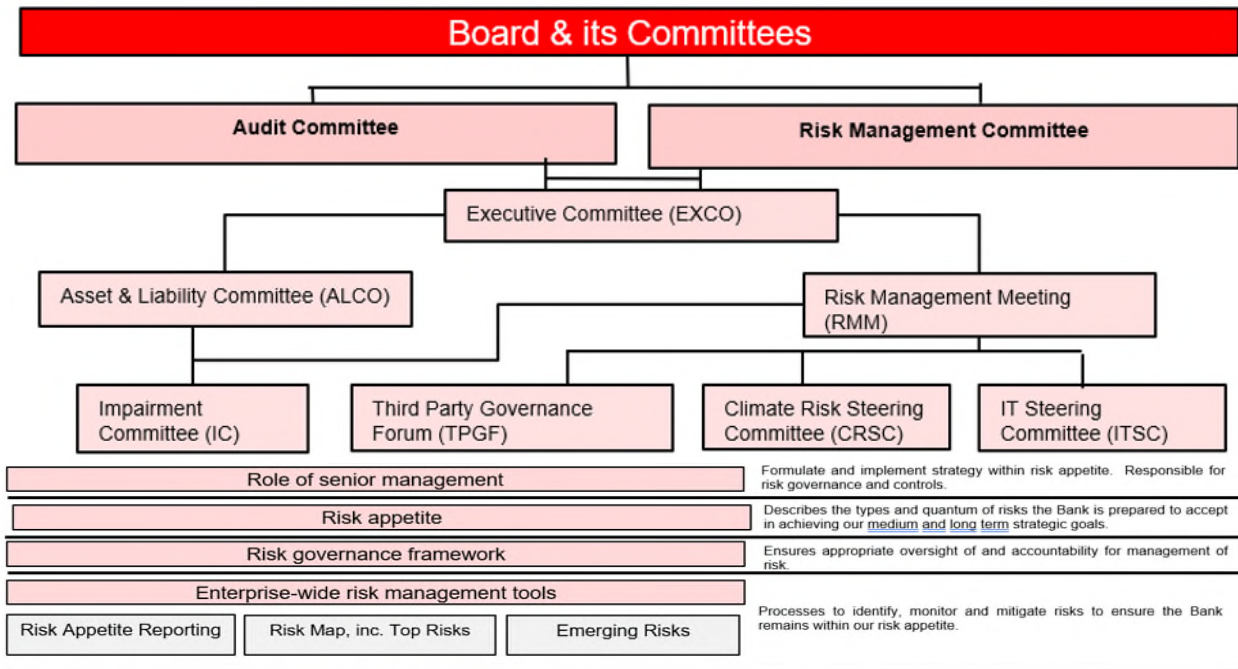 Board & its Committees
Audit Committee
Risk Management Committee
Executive Committee (EXCO)
Asset & Liability Committee (ALCO)
Risk Management Meeting
(RMM)
Impairment
Committee (IC)
Third Party Governance
Forum (TPGF)
Climate Risk Steering
Committee (CRSC)
IT Steering
Committee (ITSC)
Role of senior management
Formulate and implement strategy within risk appetite. Responsible for
risk governance and controls.
Risk appetite
Describes the types and quantum of risks the Bank is prepared to accept
in achieving our medium and long term strategic goals.
Risk governance framework
Ensures appropriate oversight of and accountability for management of
risk.
Enterprise-wide risk management tools
Processes to identify, monitor and mitigate risks to ensure the Bank
remains within our risk appetite.
Risk Appetite Reporting
Risk Map, inc. Top Risks
Emerging Risks